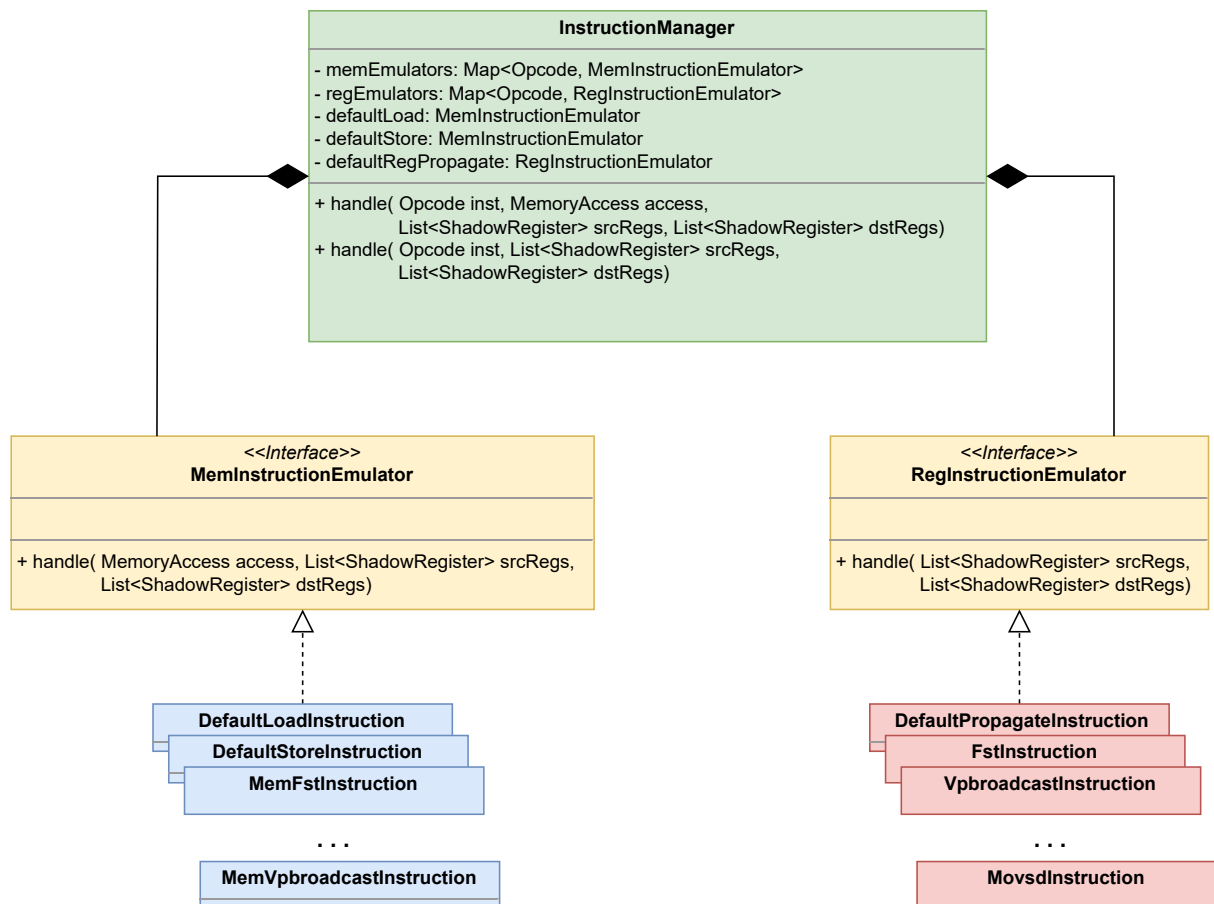 InstructionManager
- memEmulators: Map<Opcode, MemInstructionEmulator>
- regEmulators: Map<Opcode, RegInstructionEmulator>
- defaultLoad: MemInstructionEmulator
- defaultStore: MemInstructionEmulator
- defaultRegPropagate: RegInstructionEmulator
+ handle( Opcode inst, MemoryAccess access,
List<ShadowRegister> srcRegs, List<ShadowRegister> dstRegs)
+ handle( Opcode inst, List<ShadowRegister> srcRegs,
List<ShadowRegister> dstRegs)
<<Interface>>
MemInstructionEmulator
+ handle( MemoryAccess access, List<ShadowRegister> srcRegs,
List<ShadowRegister> dstRegs)
<<Interface>>
RegInstructionEmulator
+ handle( List<ShadowRegister> srcRegs,
List<ShadowRegister> dstRegs)
DefaultLoadInstruction
DefaultStoreInstruction
MemFstInstruction
. . .
MemVpbroadcastInstruction
DefaultPropagateInstruction
FstInstruction
VpbroadcastInstruction
. . .
MovsdInstruction